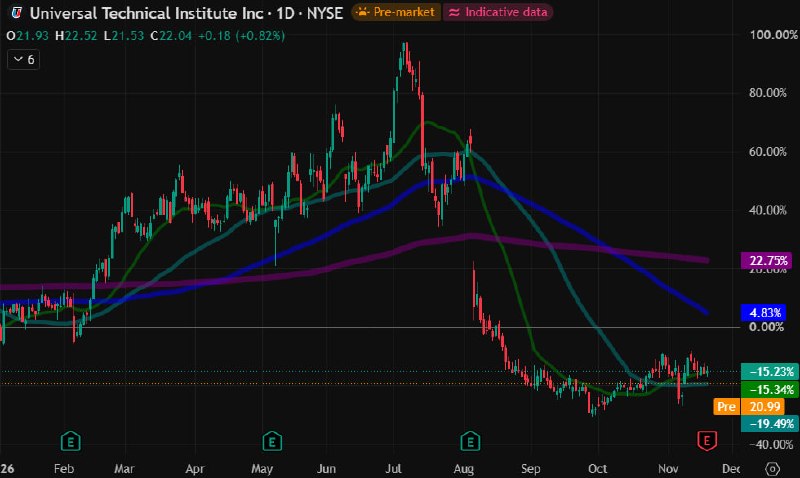 Universal Technical Institute Inc · 1D · NYSE Pre-market Indicative data
O21.93 H22.52 L21.53 C22.04 +0.18 (+0.82%)
6
100.00%
80.00%
60.00%
40.00%
22.75%
20.00%
4.83%
0.00%
−15.23%
−15.34%
Pre 20.99
−19.49%
−40.00%
E E E E
26 Feb Mar Apr May Jun Jul Aug Sep Oct Nov Dec